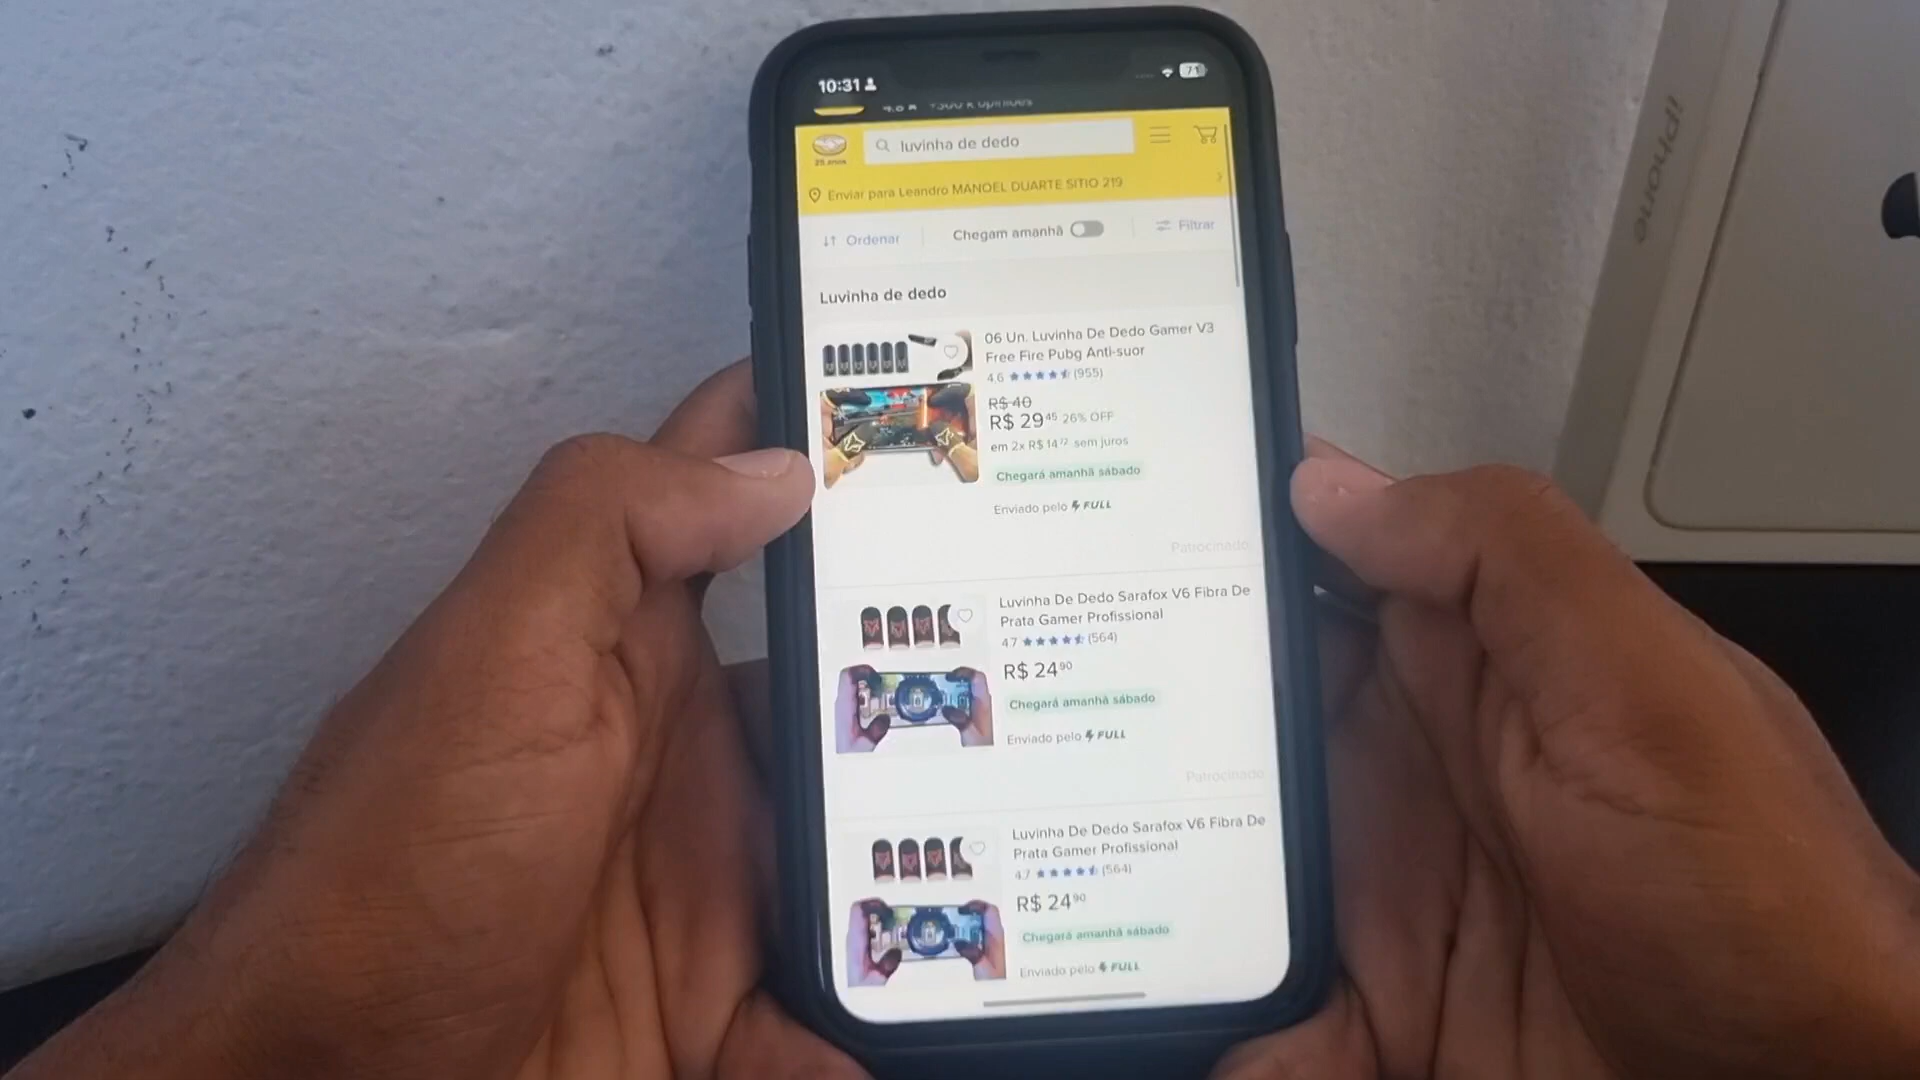 10:31
71
luvinha de dedo
25 anos
Enviar para Leandro MANOEL DUARTE SITIO 219
Ordenar
Chegam amanhã
Filtrar
Luvinha de dedo
06 Un. Luvinha De Dedo Gamer V3
Free Fire Pubg Anti-suor
4.6 (955)
R$ 40
R$ 29 45 26% OFF
em 2x R$ 14 72 sem juros
Chegará amanhã sábado
Enviado pelo FULL
Patrocinado
Luvinha De Dedo Sarafox V6 Fibra De
Prata Gamer Profissional
4.7 (564)
R$ 24 90
Chegará amanhã sábado
Enviado pelo FULL
Patrocinado
Luvinha De Dedo Sarafox V6 Fibra De
Prata Gamer Profissional
4.7 (564)
R$ 24 90
Chegará amanhã sábado
Enviado pelo FULL
iPhone